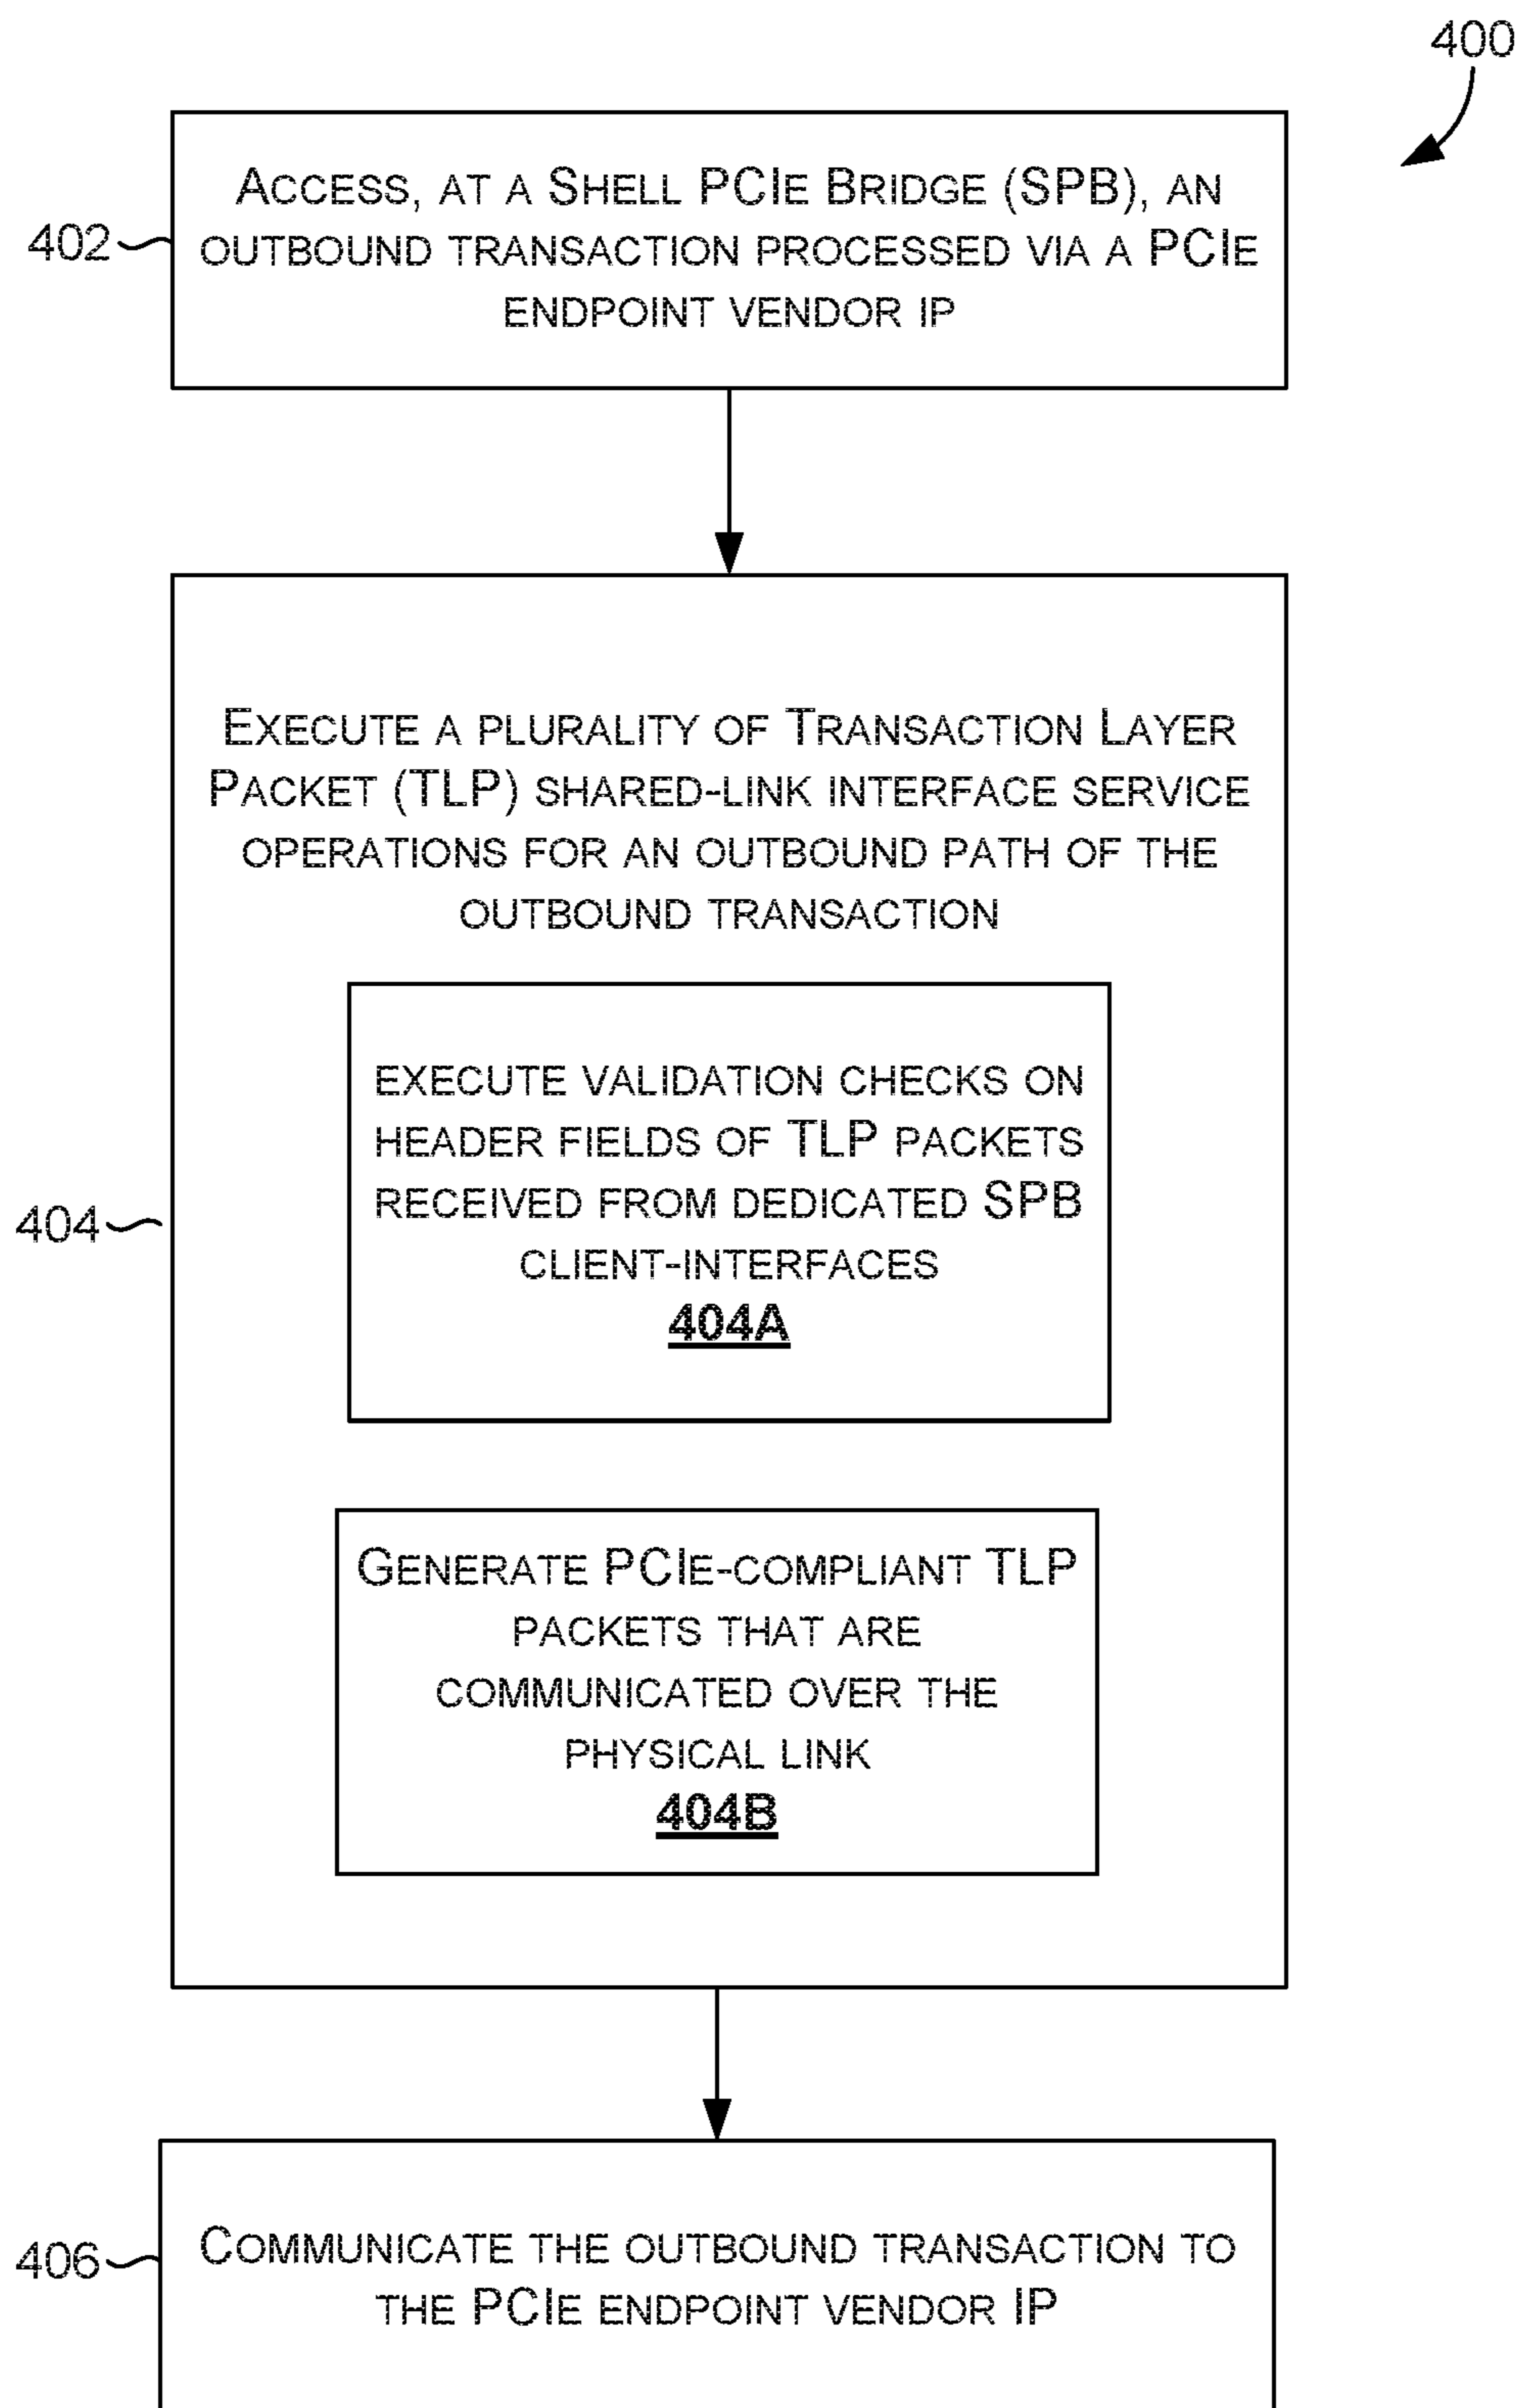 400
ACCESS, AT A SHELL PCIE BRIDGE (SPB), AN
402
OUTBOUND TRANSACTION PROCESSED VIA A PCIE
ENDPOINT VENDOR IP
EXECUTE A PLURALITY OF TRANSACTION LAYER
PACKET (TLP) SHARED-LINK INTERFACE SERVICE
OPERATIONS FOR AN OUTBOUND PATH OF THE
OUTBOUND TRANSACTION
EXECUTE VALIDATION CHECKS ON
HEADER FIELDS OF TLP PACKETS
RECEIVED FROM DEDICATED SPB
404
CLIENT-INTERFACES
404A
GENERATE PCIE-COMPLIANT TLP
PACKETS THAT ARE
COMMUNICATED OVER THE
PHYSICAL LINK
404B
406
COMMUNICATE THE OUTBOUND TRANSACTION TO
THE PCIE ENDPOINT VENDOR IP